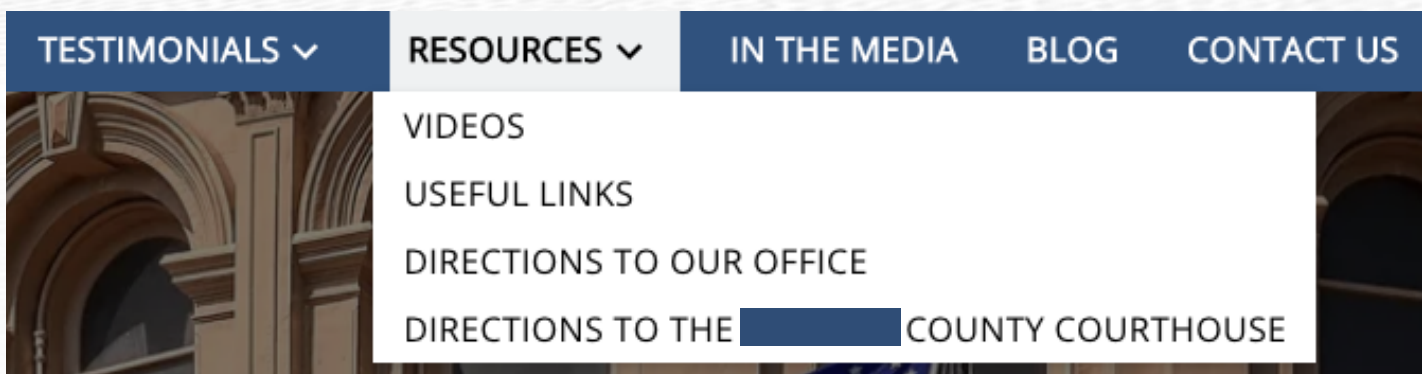 TESTIMONIALS RESOURCES IN THE MEDIA BLOG CONTACT US
VIDEOS
USEFUL LINKS
DIRECTIONS TO OUR OFFICE
DIRECTIONS TO THE COUNTY COURTHOUSE